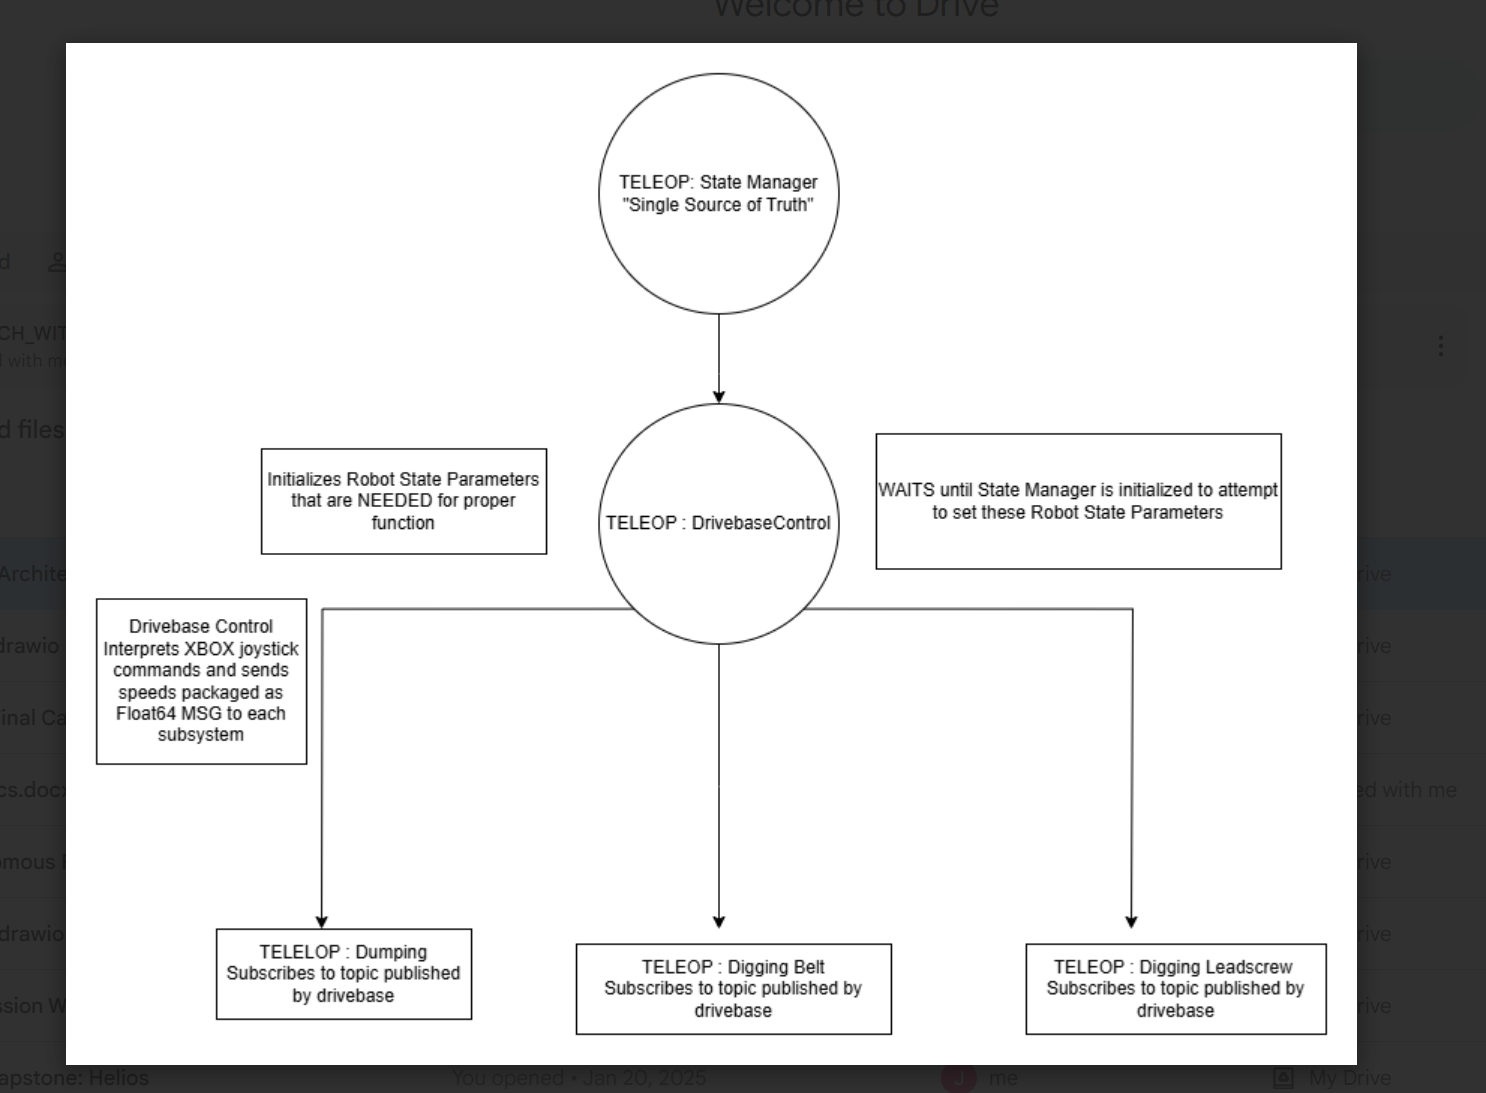 Welcome to Drive
TELEOP: State Manager
"Single Source of Truth"
d
CH_WIT
) with me
d files
Initializes Robot State Parameters
that are NEEDED for proper
function
TELEOP : DrivebaseControl
WAITS until State Manager is initialized to attempt
to set these Robot State Parameters
Archite
rive
Drivebase Control
Interprets XBOX joystick
commands and sends
speeds packaged as
Float64 MSG to each
subsystem
drawio
rive
inal Ca
rive
cs.docx
ed with me
omous
rive
drawio
rive
TELELOP : Dumping
Subscribes to topic published
by drivebase
TELEOP : Digging Belt
Subscribes to topic published by
drivebase
TELEOP : Digging Leadscrew
Subscribes to topic published by
drivebase
ssion W
rive
apstone: Helios
You opened • Jan 20, 2025
J
me
My Drive